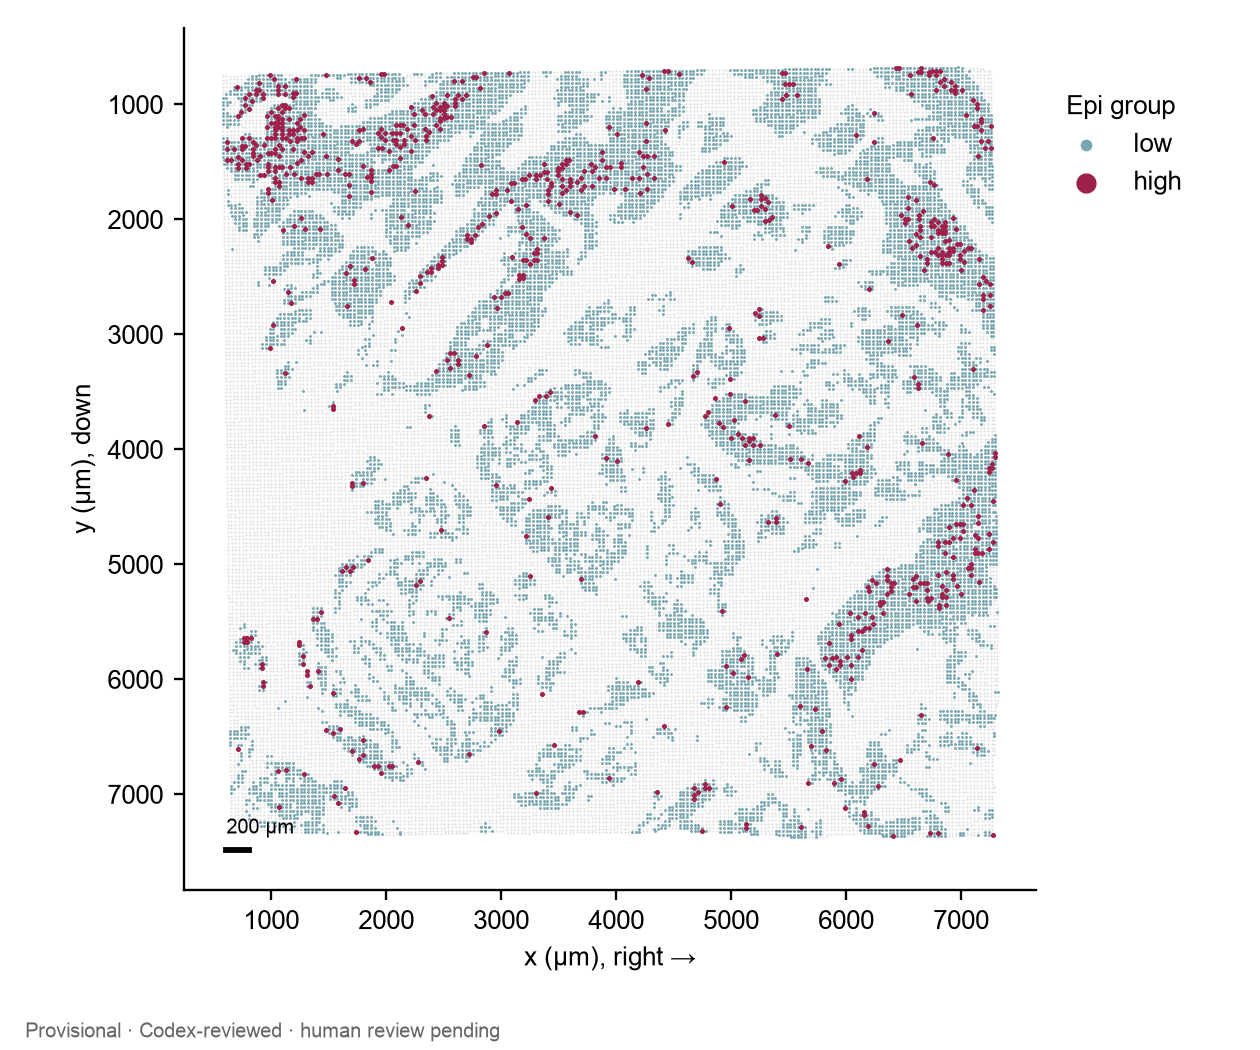 Epi group
low
high
1000
2000
3000
4000
5000
6000
7000
y (µm), down
200 µm
1000 2000 3000 4000 5000 6000 7000
x (µm), right →
Provisional · Codex-reviewed · human review pending